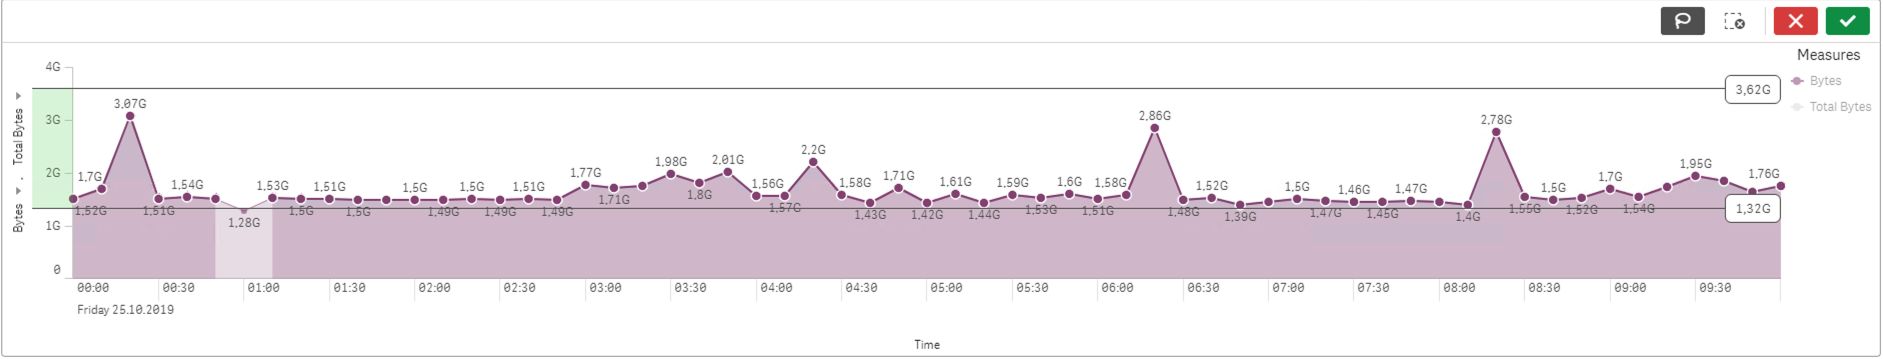 Measures
Bytes
Total Bytes
4G
3G
2G
1G
0
Bytes . Total Bytes
3,62G
1,32G
3,07G
1,7G
1,52G
1,51G
1,54G
1,28G
1,53G
1,5G
1,51G
1,5G
1,5G
1,49G
1,5G
1,49G
1,51G
1,49G
1,77G
1,71G
1,98G
1,8G
2,01G
1,56G
1,57G
2,2G
1,58G
1,43G
1,71G
1,42G
1,61G
1,44G
1,59G
1,53G
1,6G
1,51G
1,58G
2,86G
1,48G
1,52G
1,39G
1,5G
1,47G
1,46G
1,45G
1,47G
1,4G
2,78G
1,55G
1,5G
1,52G
1,7G
1,54G
1,95G
1,76G
00:00 00:30 01:00 01:30 02:00 02:30 03:00 03:30 04:00 04:30 05:00 05:30 06:00 06:30 07:00 07:30 08:00 08:30 09:00 09:30
Friday 25.10.2019
Time